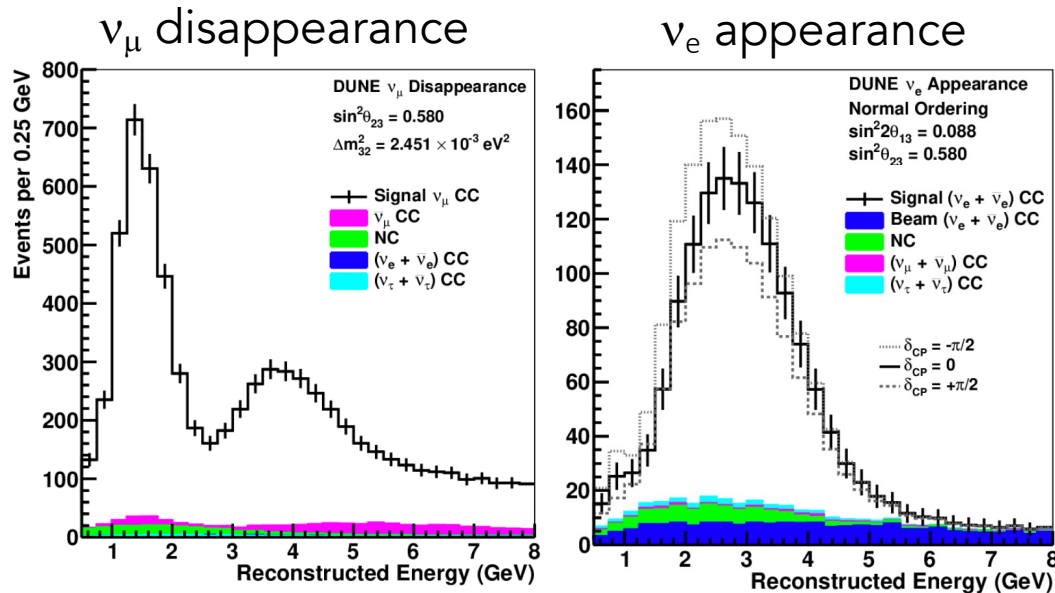 νμ disappearance
800
700
600
500
400
300
200
100
0
Events per 0.25 GeV
DUNE νμ Disappearance
sin²θ₂₃ = 0.580
Δm²₃₂ = 2.451 × 10⁻³ eV²
Signal νμ CC
ν̄μ CC
NC
(νe + ν̄e) CC
(ντ + ν̄τ) CC
1 2 3 4 5 6 7 8
Reconstructed Energy (GeV)
νe appearance
160
140
120
100
80
60
40
20
0
DUNE νe Appearance
Normal Ordering
sin²2θ₁₃ = 0.088
sin²θ₂₃ = 0.580
Signal (νe + ν̄e) CC
Beam (νe + ν̄e) CC
NC
(νμ + ν̄μ) CC
(ντ + ν̄τ) CC
δCP = -π/2
δCP = 0
δCP = +π/2
1 2 3 4 5 6 7 8
Reconstructed Energy (GeV)